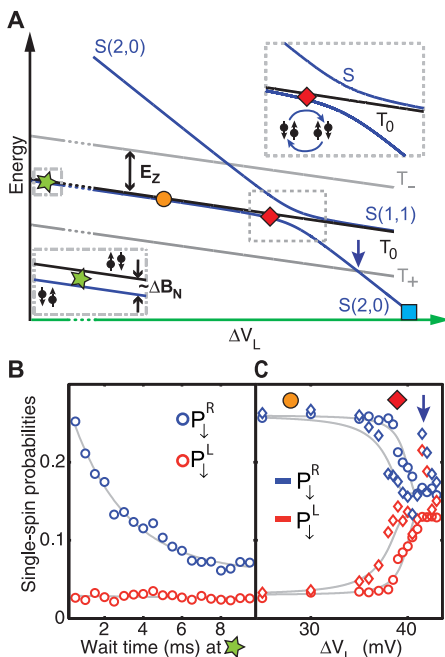 A
S(2,0)
S
T0
Energy
EZ
T-
S(1,1)
T0
~ΔBN
T+
S(2,0)
ΔVL
B
C
Single-spin probabilities
0.2
0.1
0
P↓R
P↓L
P↓R
P↓L
2 4 6 8
Wait time (ms) at
30 40
ΔVL (mV)